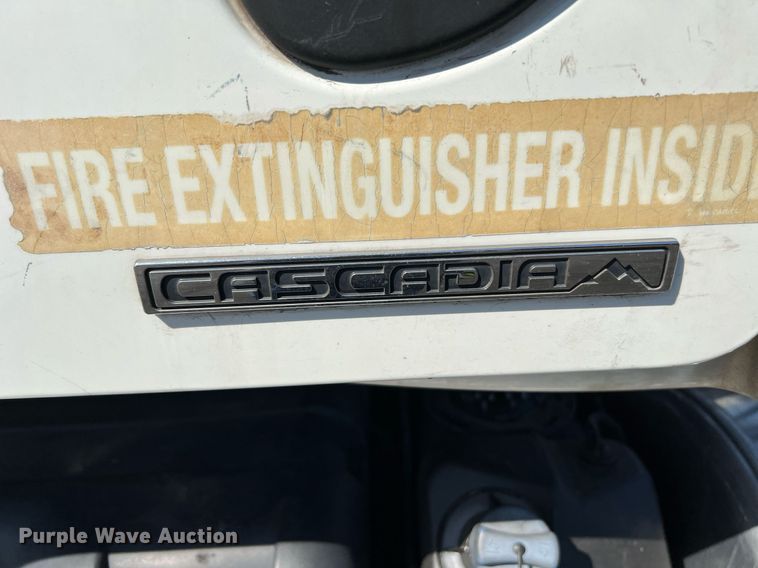 FIRE EXTINGUISHER INSID
CASCADIA
Purple Wave Auction